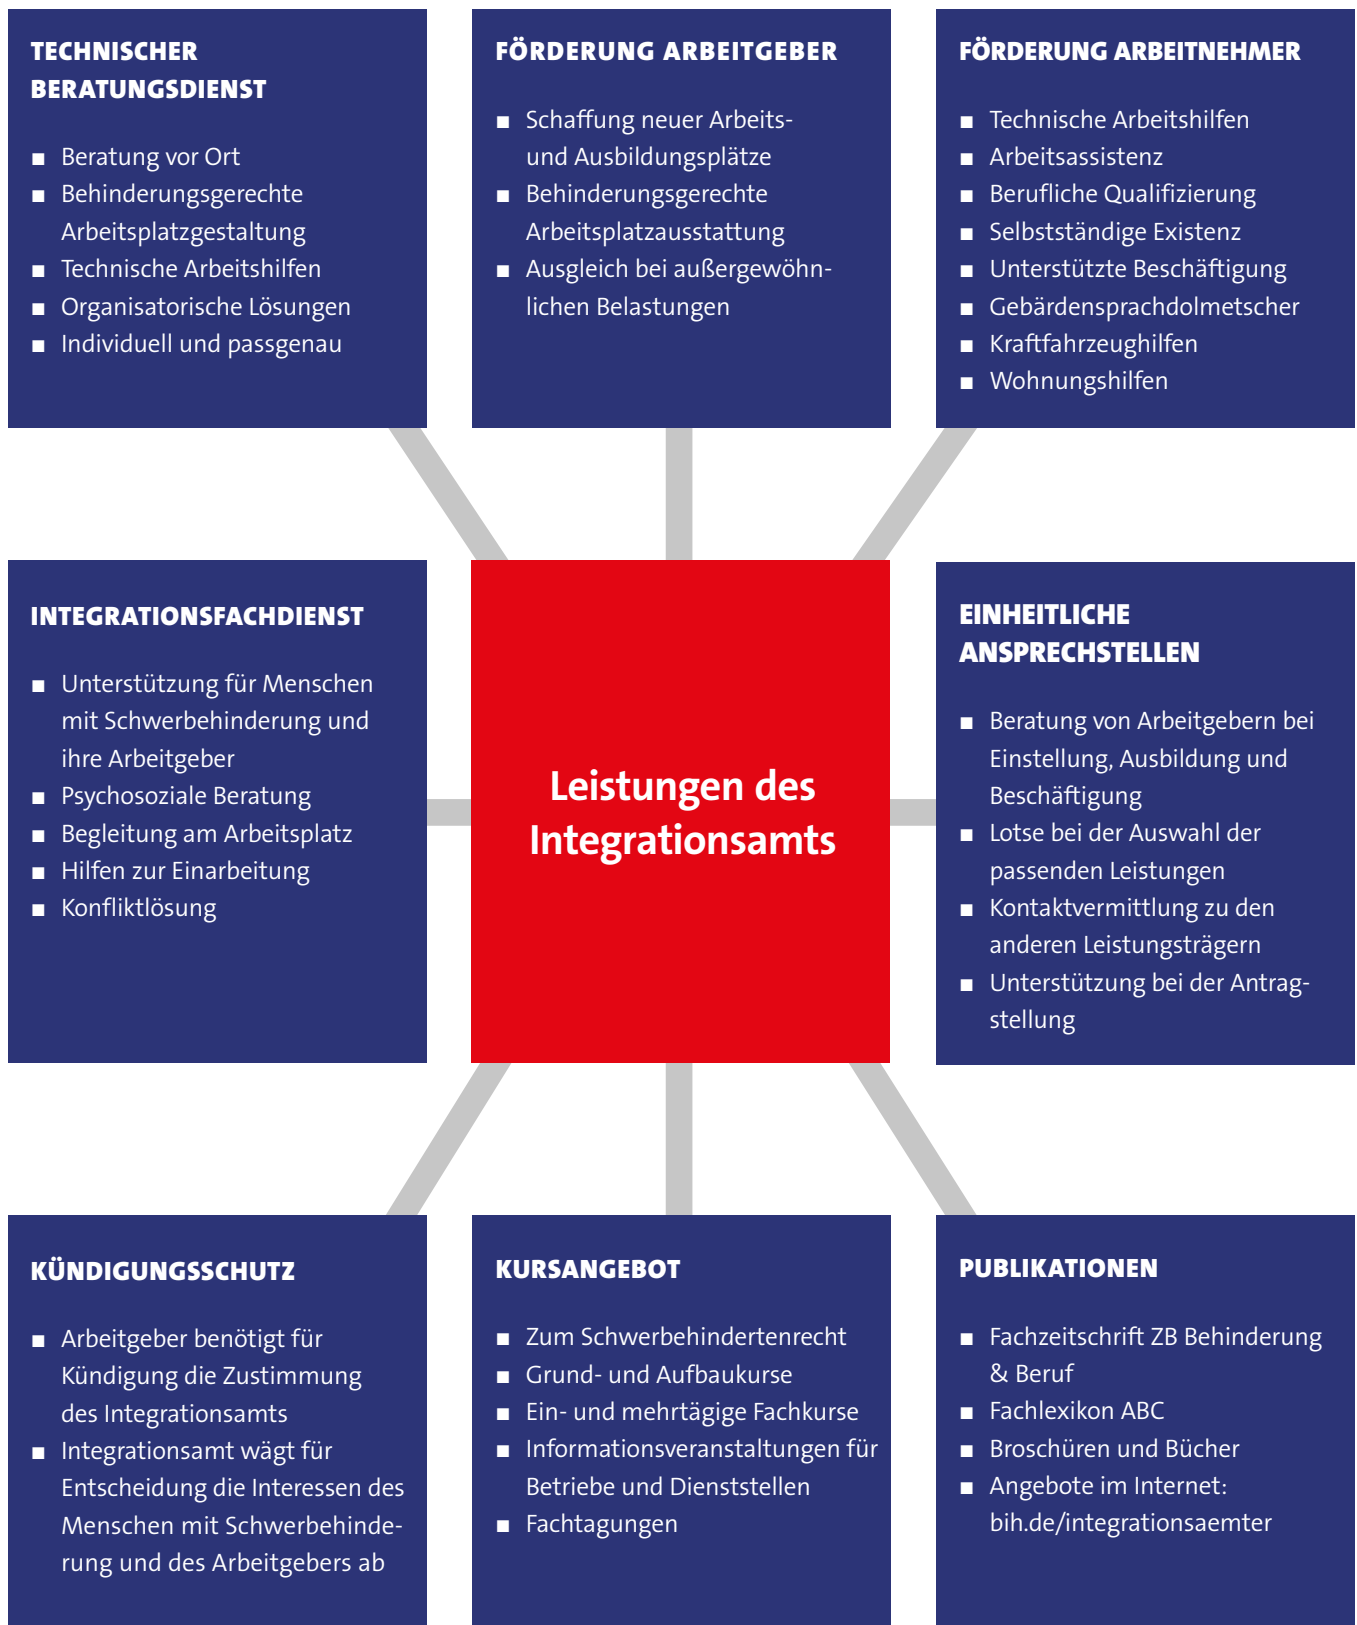 TECHNISCHER
BERATUNGSDIENST
■ Beratung vor Ort
■ Behinderungsgerechte
Arbeitsplatzgestaltung
■ Technische Arbeitshilfen
■ Organisatorische Lösungen
■ Individuell und passgenau
FÖRDERUNG ARBEITGEBER
■ Schaffung neuer Arbeits-
und Ausbildungsplätze
■ Behinderungsgerechte
Arbeitsplatzausstattung
■ Ausgleich bei außergewöhn-
lichen Belastungen
FÖRDERUNG ARBEITNEHMER
■ Technische Arbeitshilfen
■ Arbeitsassistenz
■ Berufliche Qualifizierung
■ Selbstständige Existenz
■ Unterstützte Beschäftigung
■ Gebärdensprachdolmetscher
■ Kraftfahrzeughilfen
■ Wohnungshilfen
INTEGRATIONSFACHDIENST
■ Unterstützung für Menschen
mit Schwerbehinderung und
ihre Arbeitgeber
■ Psychosoziale Beratung
■ Begleitung am Arbeitsplatz
■ Hilfen zur Einarbeitung
■ Konfliktlösung
Leistungen des
Integrationsamts
EINHEITLICHE
ANSPRECHSTELLEN
■ Beratung von Arbeitgebern bei
Einstellung, Ausbildung und
Beschäftigung
■ Lotse bei der Auswahl der
passenden Leistungen
■ Kontaktvermittlung zu den
anderen Leistungsträgern
■ Unterstützung bei der Antrag-
stellung
KÜNDIGUNGSSCHUTZ
■ Arbeitgeber benötigt für
Kündigung die Zustimmung
des Integrationsamts
■ Integrationsamt wägt für
Entscheidung die Interessen des
Menschen mit Schwerbehinde-
rung und des Arbeitgebers ab
KURSANGEBOT
■ Zum Schwerbehindertenrecht
■ Grund- und Aufbaukurse
■ Ein- und mehrtägige Fachkurse
■ Informationsveranstaltungen für
Betriebe und Dienststellen
■ Fachtagungen
PUBLIKATIONEN
■ Fachzeitschrift ZB Behinderung
& Beruf
■ Fachlexikon ABC
■ Broschüren und Bücher
■ Angebote im Internet:
bih.de/integrationsaemter